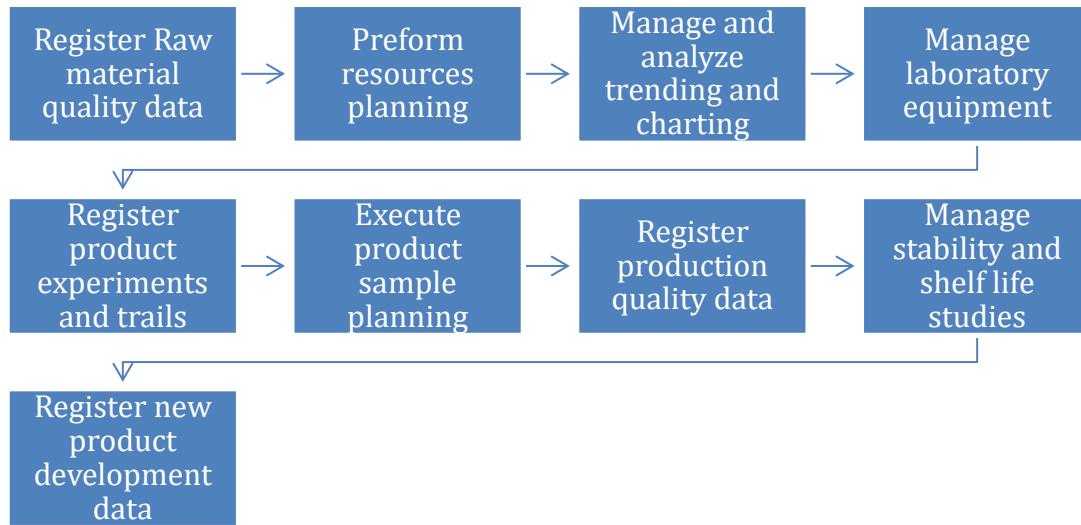 Register Raw
material
quality data
Preform
resources
planning
Manage and
analyze
trending and
charting
Manage
laboratory
equipment
Register
product
experiments
and trails
Execute
product
sample
planning
Register
production
quality data
Manage
stability and
shelf life
studies
Register new
product
development
data